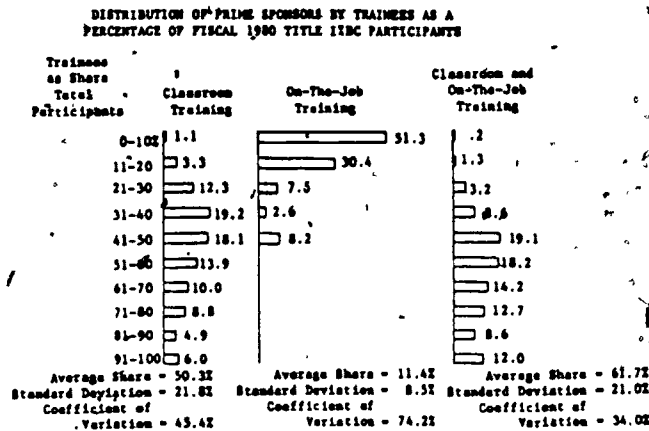 DISTRIBUTION OF PRIME SPONSORS BY TRAINEES AS A
PERCENTAGE OF FISCAL 1980 TITLE IIBC PARTICIPANTS
Trainees as Share Total Participants
Classroom Training
On-The-Job Training
Classroom and On-The-Job Training
0-10% 1.1 51.3 .2
11-20 3.3 30.4 1.3
21-30 12.3 7.5 3.2
31-40 19.2 2.6
41-50 18.1 8.2 19.1
51-60 13.9 18.2
61-70 10.0 14.2
71-80 8.8 12.7
81-90 4.9 8.6
91-100 6.0 12.0
Average Share = 50.3% Average Share = 11.4% Average Share = 61.7%
Standard Deviation = 21.8% Standard Deviation = 8.5% Standard Deviation = 21.0%
Coefficient of Coefficient of Coefficient of
Variation = 43.4% Variation = 74.2% Variation = 34.0%